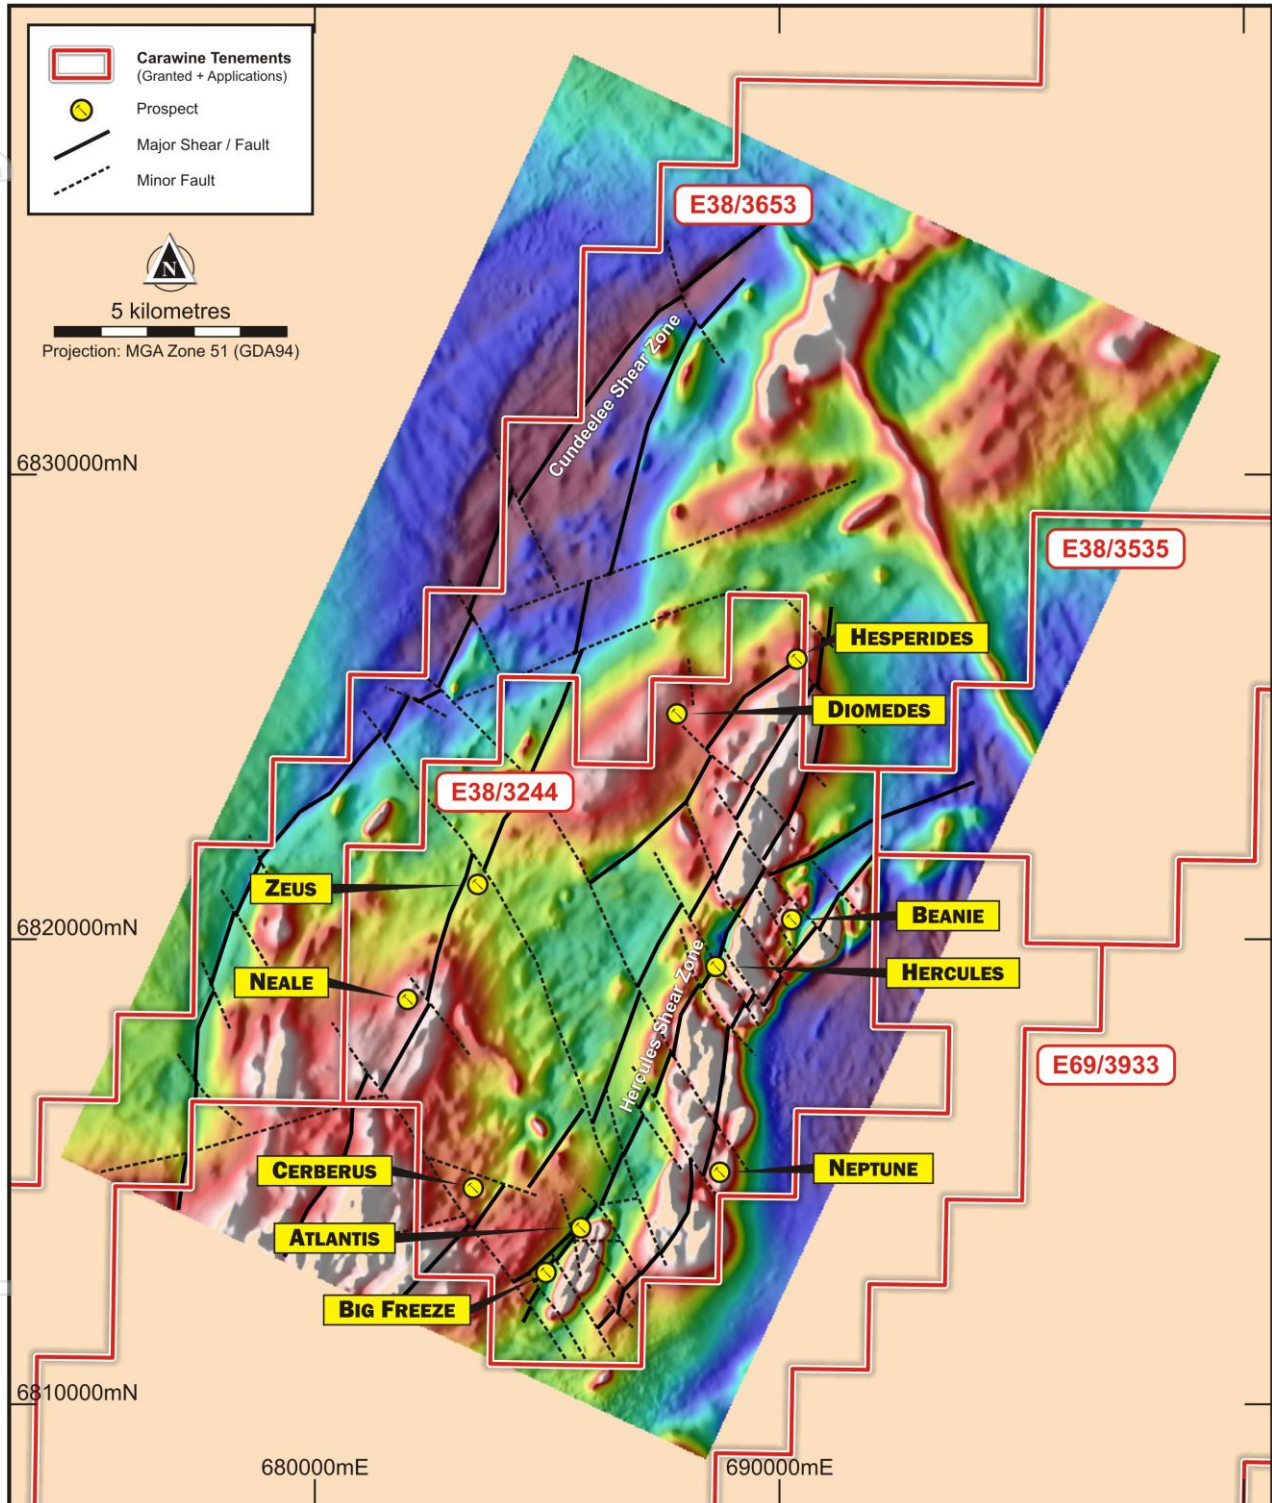 Carawine Tenements
(Granted + Applications)
Prospect
Major Shear / Fault
Minor Fault
N
5 kilometres
Projection: MGA Zone 51 (GDA94)
E38/3653
Cundeelee Shear Zone
6830000mN
E38/3535
HESPERIDES
DIOMEDES
E38/3244
ZEUS
BEANIE
6820000mN
HERCULES
NEALE
Hercules Shear Zone
E69/3933
CERBERUS
NEPTUNE
ATLANTIS
BIG FREEZE
6810000mN
680000mE
690000mE